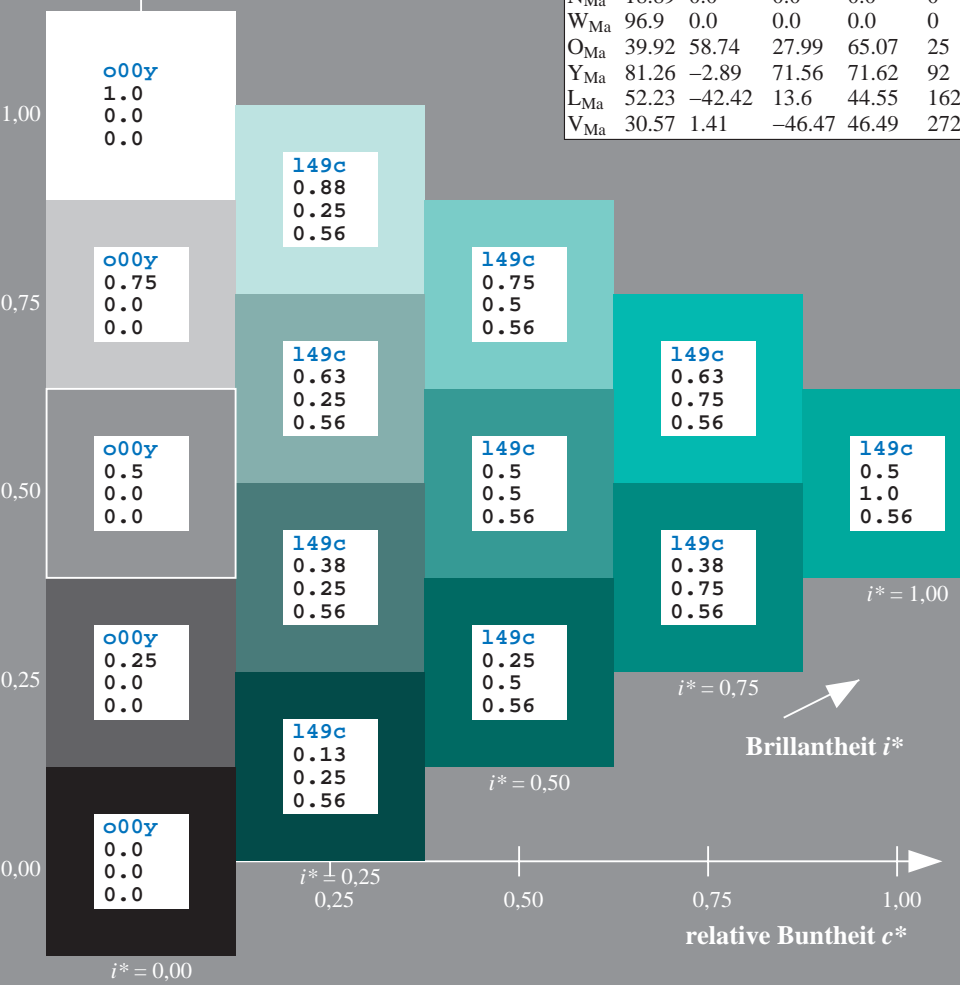 W_Ma 96.9 0.0 0.0 0.0 0
O_Ma 39.92 58.74 27.99 65.07 25
Y_Ma 81.26 −2.89 71.56 71.62 92
L_Ma 52.23 −42.42 13.6 44.55 162
V_Ma 30.57 1.41 −46.47 46.49 272
1,00
0,75
0,50
0,25
0,00
o00y
1.0
0.0
0.0
o00y
0.75
0.0
0.0
o00y
0.5
0.0
0.0
o00y
0.25
0.0
0.0
o00y
0.0
0.0
0.0
i* = 0,00
l49c
0.88
0.25
0.56
l49c
0.63
0.25
0.56
l49c
0.38
0.25
0.56
l49c
0.13
0.25
0.56
i* = 0,25
l49c
0.75
0.5
0.56
l49c
0.5
0.5
0.56
l49c
0.25
0.5
0.56
i* = 0,50
l49c
0.63
0.75
0.56
l49c
0.38
0.75
0.56
i* = 0,75
l49c
0.5
1.0
0.56
i* = 1,00
Brillantheit i*
0,25 0,50 0,75 1,00
relative Buntheit c*